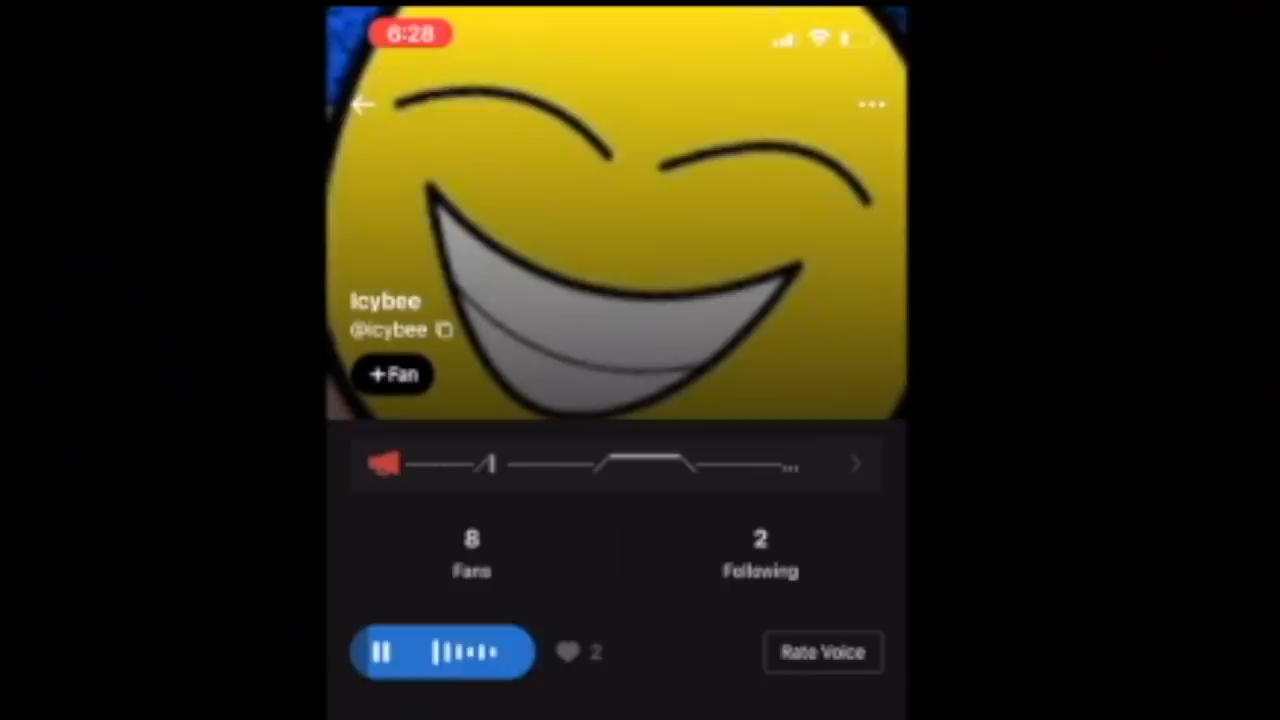 6:28
Icybee
@icybee
+Fan
...
8
Fans
2
Following
2
Rate Voice